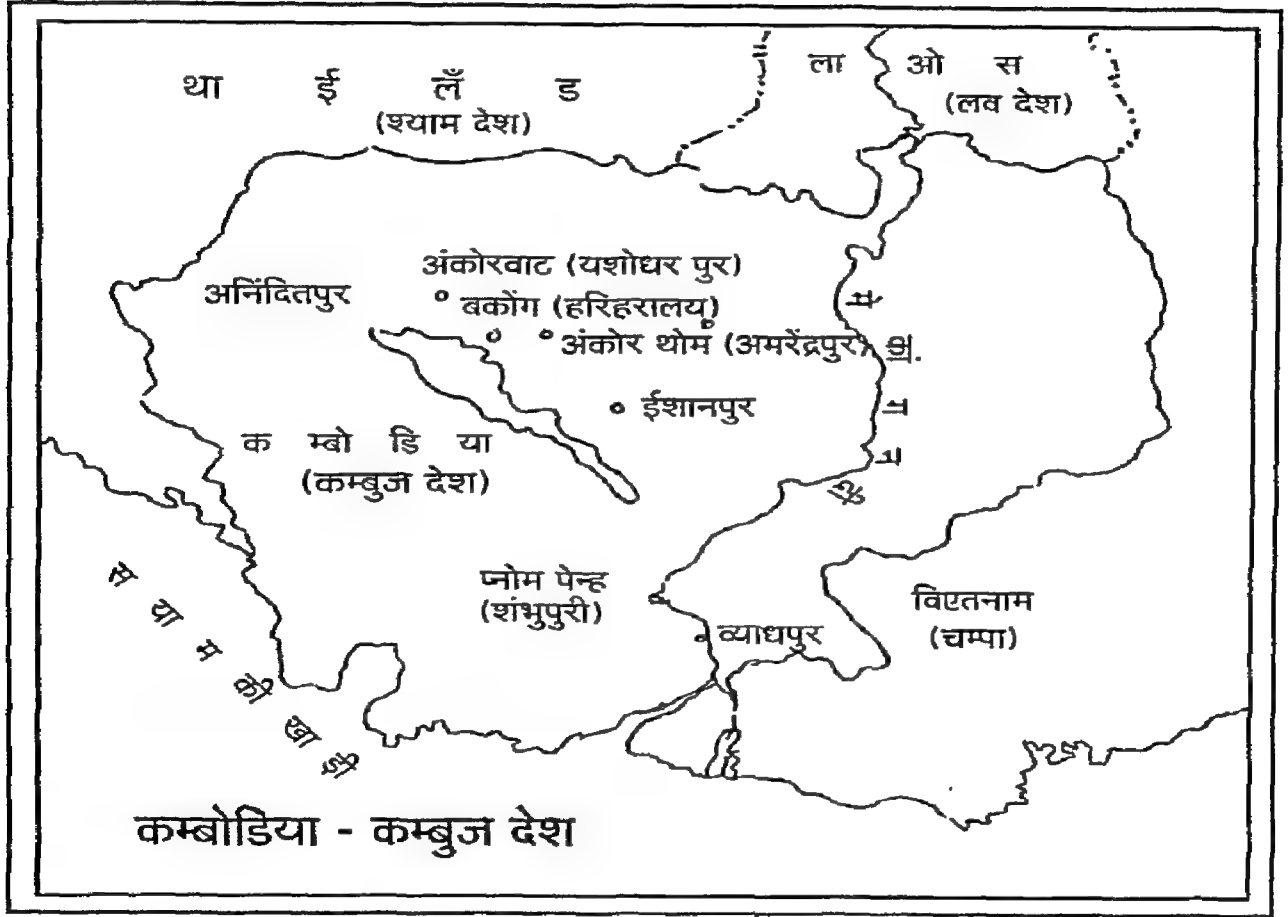 था ई लैँ ड
(श्याम देश)
ला ओ स
(लव देश)
अंकोरवाट (यशोधर पुर)
अनिंदितपुर
बकोंग (हरिहरालय)
अंकोर थोम (अमरेंद्रपुर)
ईशानपुर
क म्बो डि या
(कम्बुज देश)
प्नोम पेन्ह
(शंभुपुरी)
व्याधपुर
विएतनाम
(चम्पा)
स या म की खा ड़ी
कम्बोडिया - कम्बुज देश